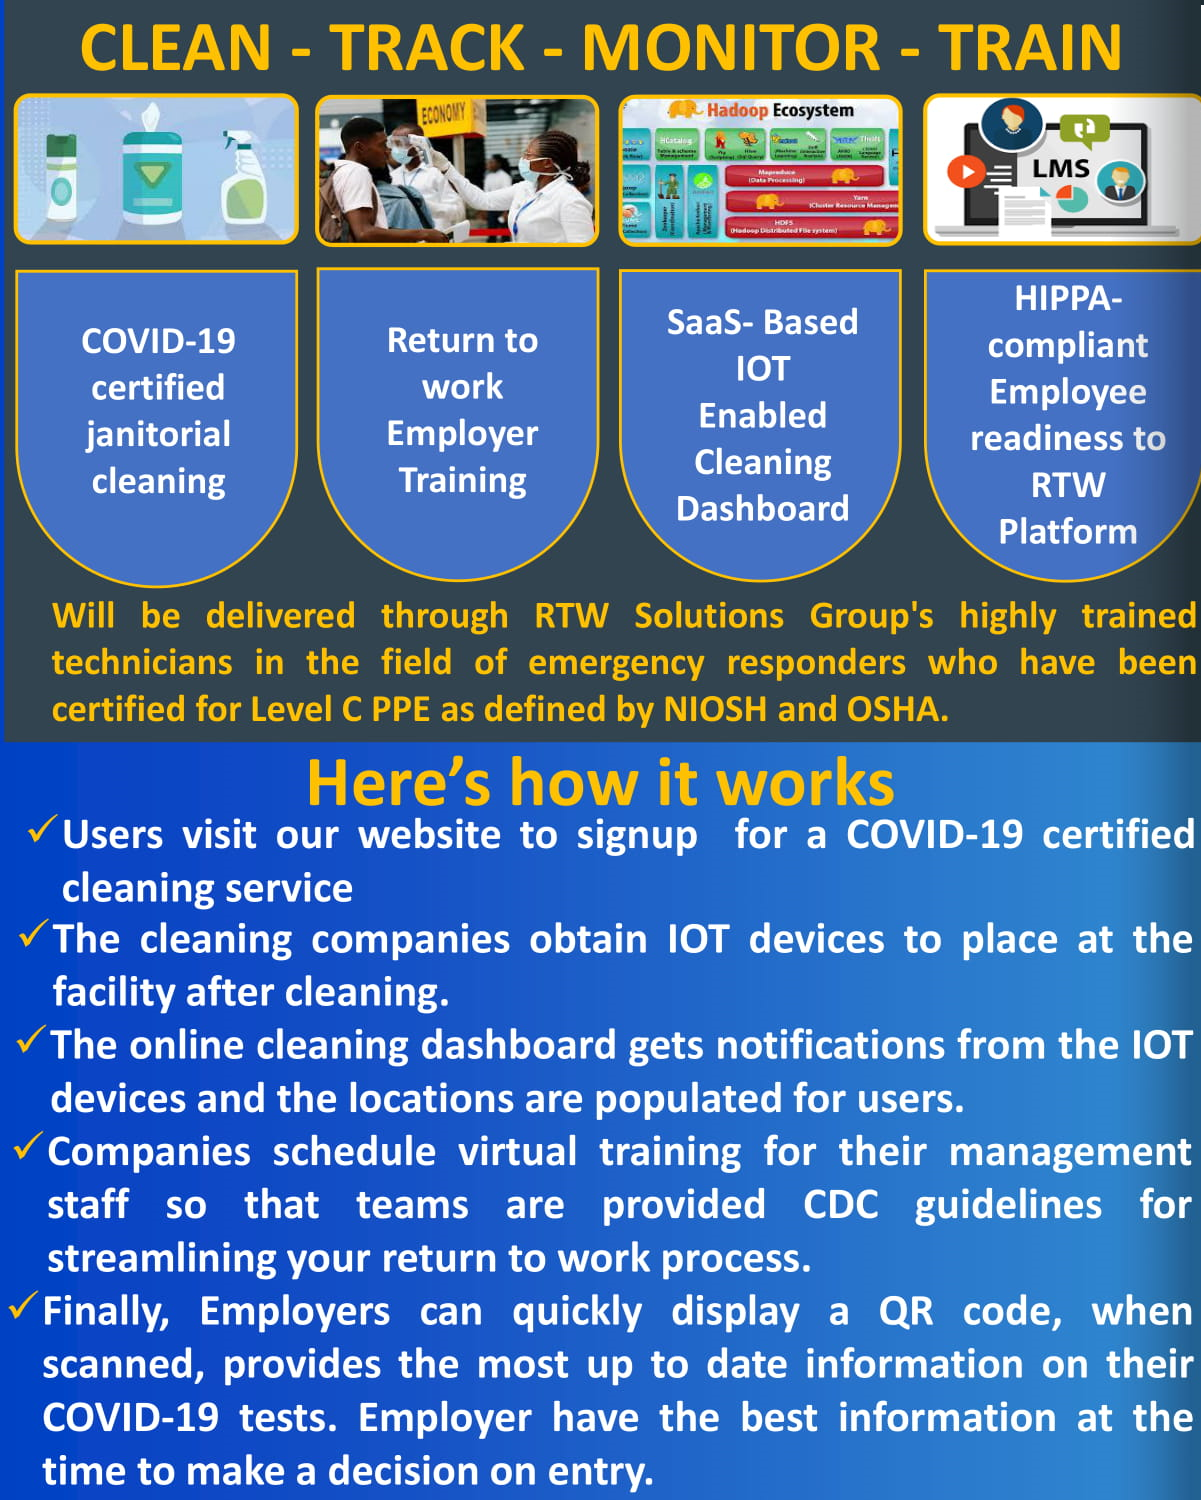 CLEAN - TRACK - MONITOR - TRAIN
ECONOMY
Hadoop Ecosystem
HCatalog
Table & scheme
Management
Thrift
Mapreduce
(Data Processing)
Yarn
(Cluster Resource Managem
HDFS
(Hadoop Distributed File system)
LMS
COVID-19
certified
janitorial
cleaning
Return to
work
Employer
Training
SaaS- Based
IOT
Enabled
Cleaning
Dashboard
HIPPA-
compliant
Employee
readiness to
RTW
Platform
Will be delivered through RTW Solutions Group's highly trained
technicians in the field of emergency responders who have been
certified for Level C PPE as defined by NIOSH and OSHA.
Here’s how it works
✓Users visit our website to signup for a COVID-19 certified
cleaning service
✓The cleaning companies obtain IOT devices to place at the
facility after cleaning.
✓The online cleaning dashboard gets notifications from the IOT
devices and the locations are populated for users.
✓Companies schedule virtual training for their management
staff so that teams are provided CDC guidelines for
streamlining your return to work process.
✓Finally, Employers can quickly display a QR code, when
scanned, provides the most up to date information on their
COVID-19 tests. Employer have the best information at the
time to make a decision on entry.